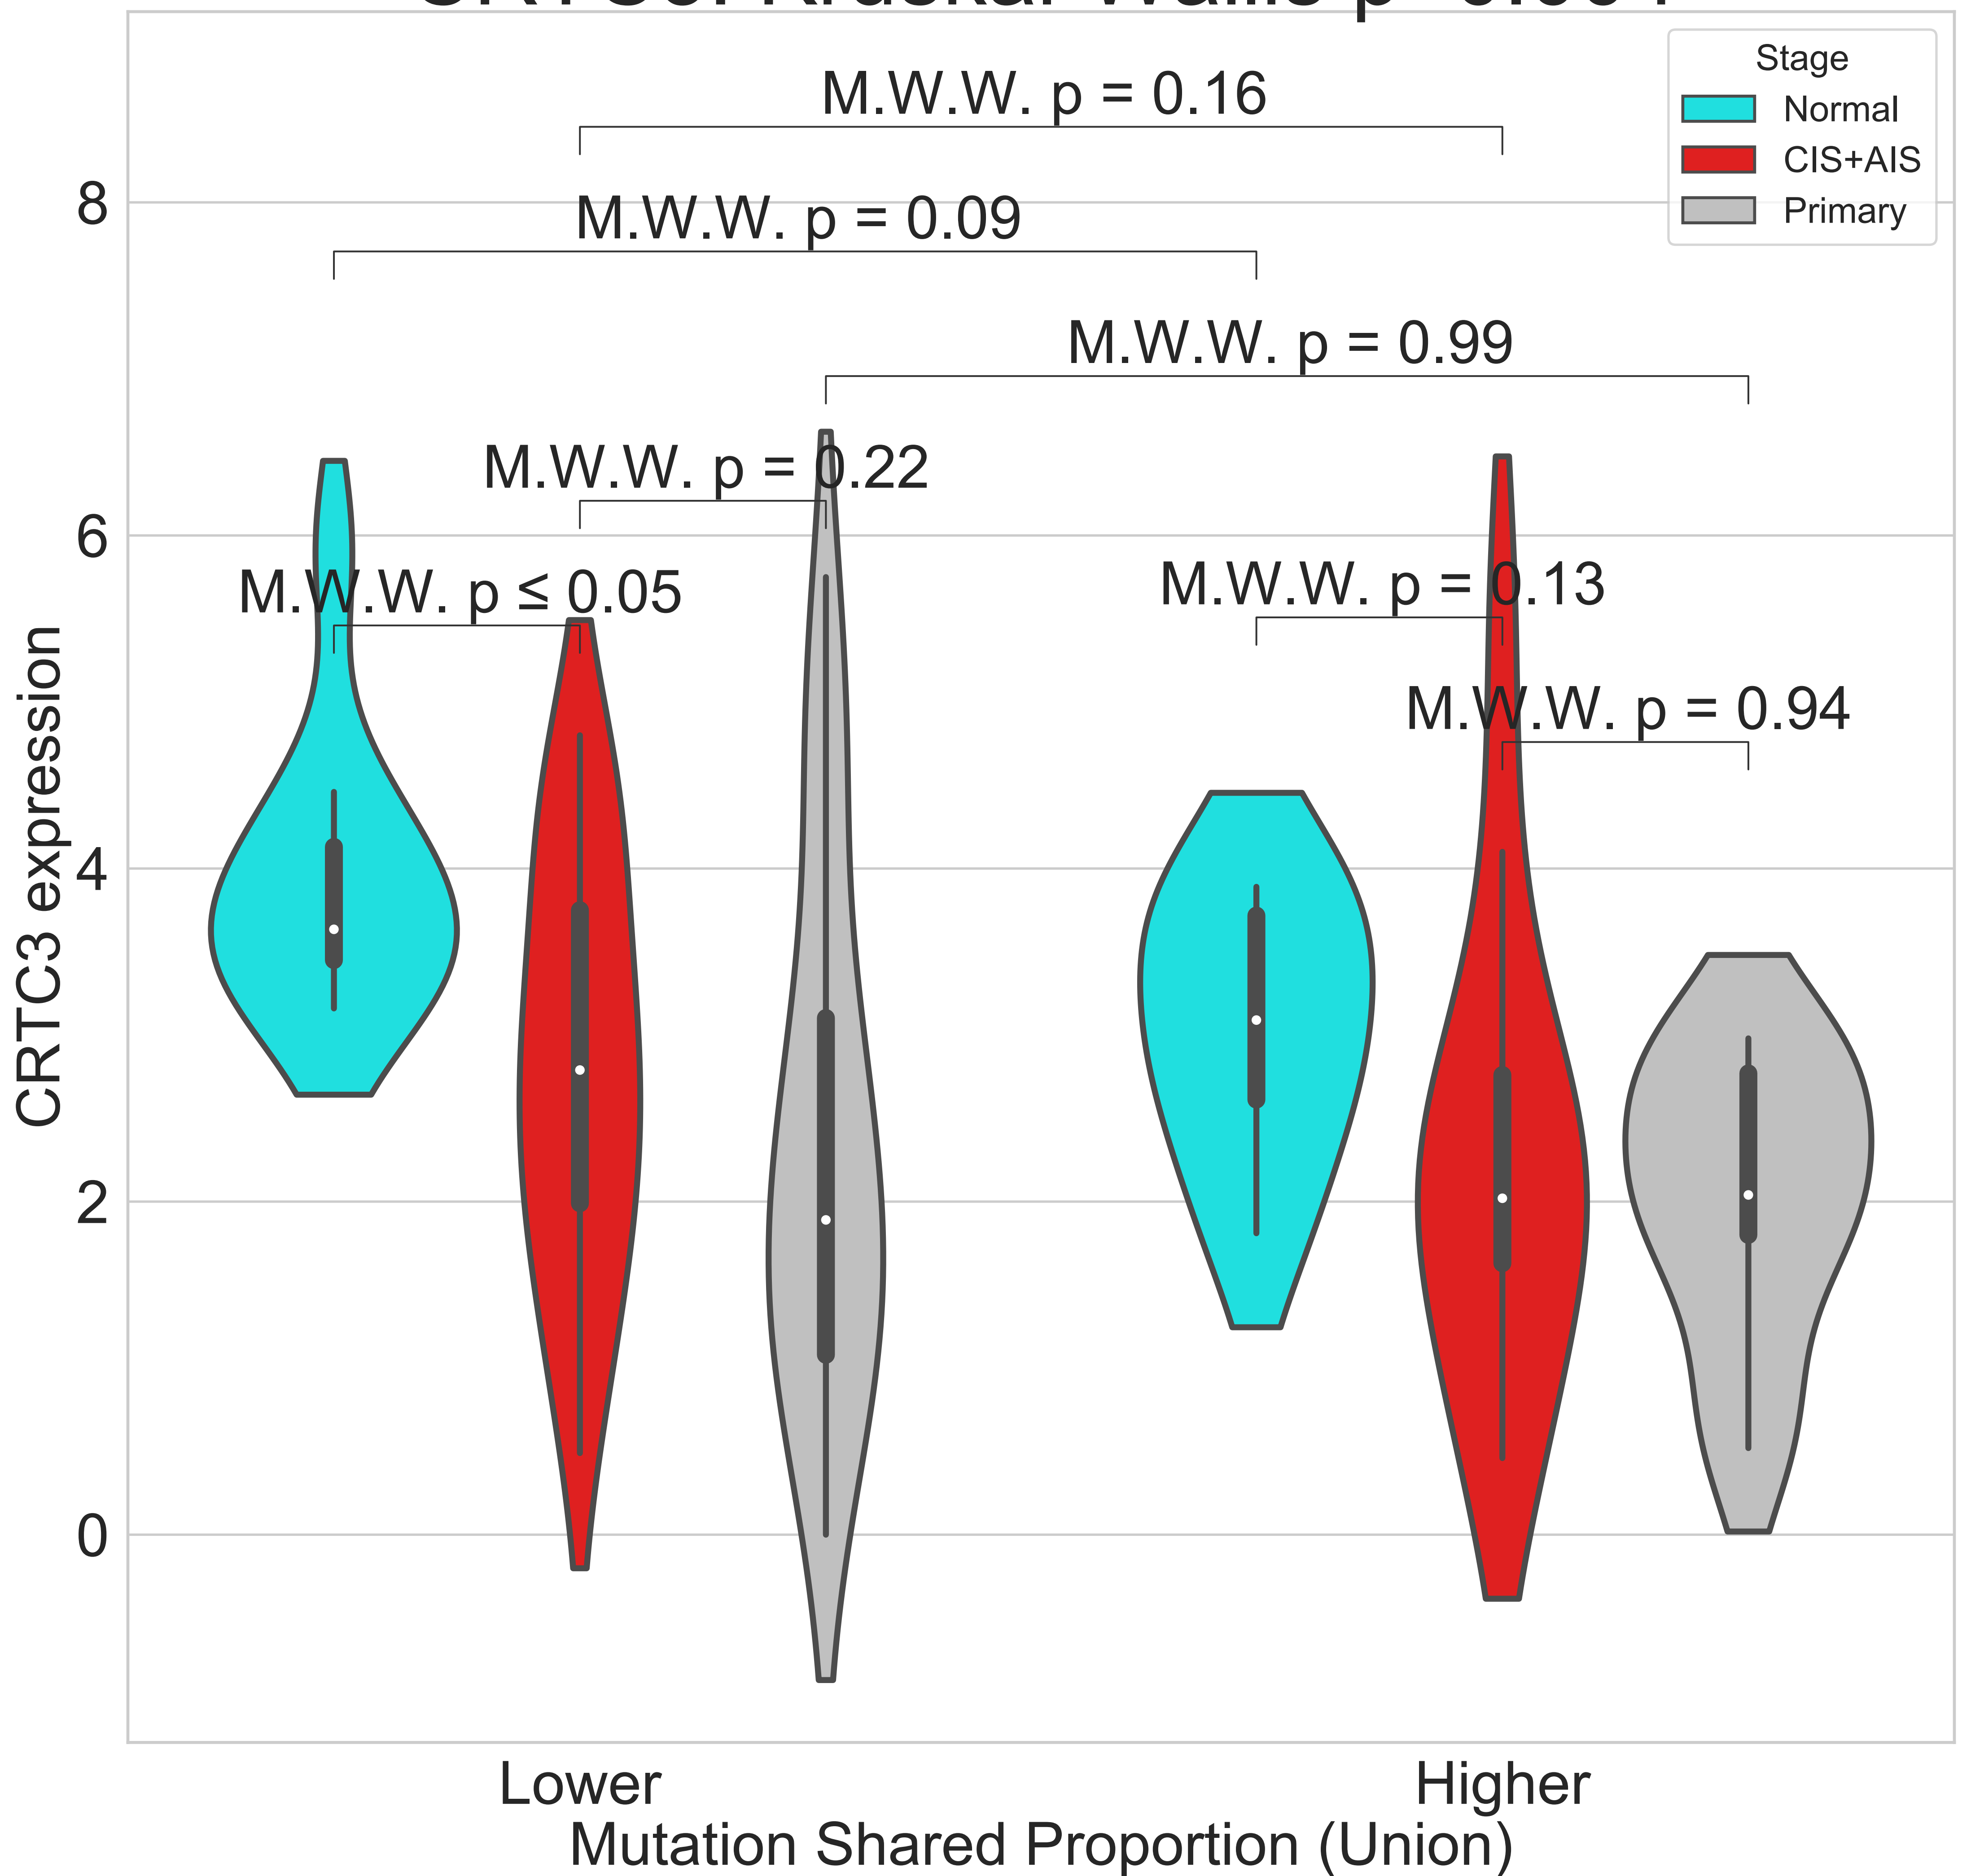 Stage
Normal
CIS+AIS
Primary
M.W.W. p = 0.16
M.W.W. p = 0.09
M.W.W. p = 0.99
M.W.W. p = 0.22
M.W.W. p ≤ 0.05
M.W.W. p = 0.13
M.W.W. p = 0.94
8
6
4
2
0
CRTC3 expression
Lower
Higher
Mutation Shared Proportion (Union)